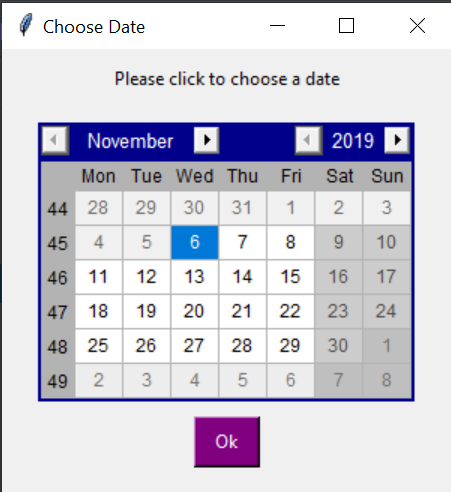 Choose Date
Please click to choose a date
November 2019
Mon Tue Wed Thu Fri Sat Sun
44 28 29 30 31 1 2 3
45 4 5 6 7 8 9 10
46 11 12 13 14 15 16 17
47 18 19 20 21 22 23 24
48 25 26 27 28 29 30 1
49 2 3 4 5 6 7 8
Ok